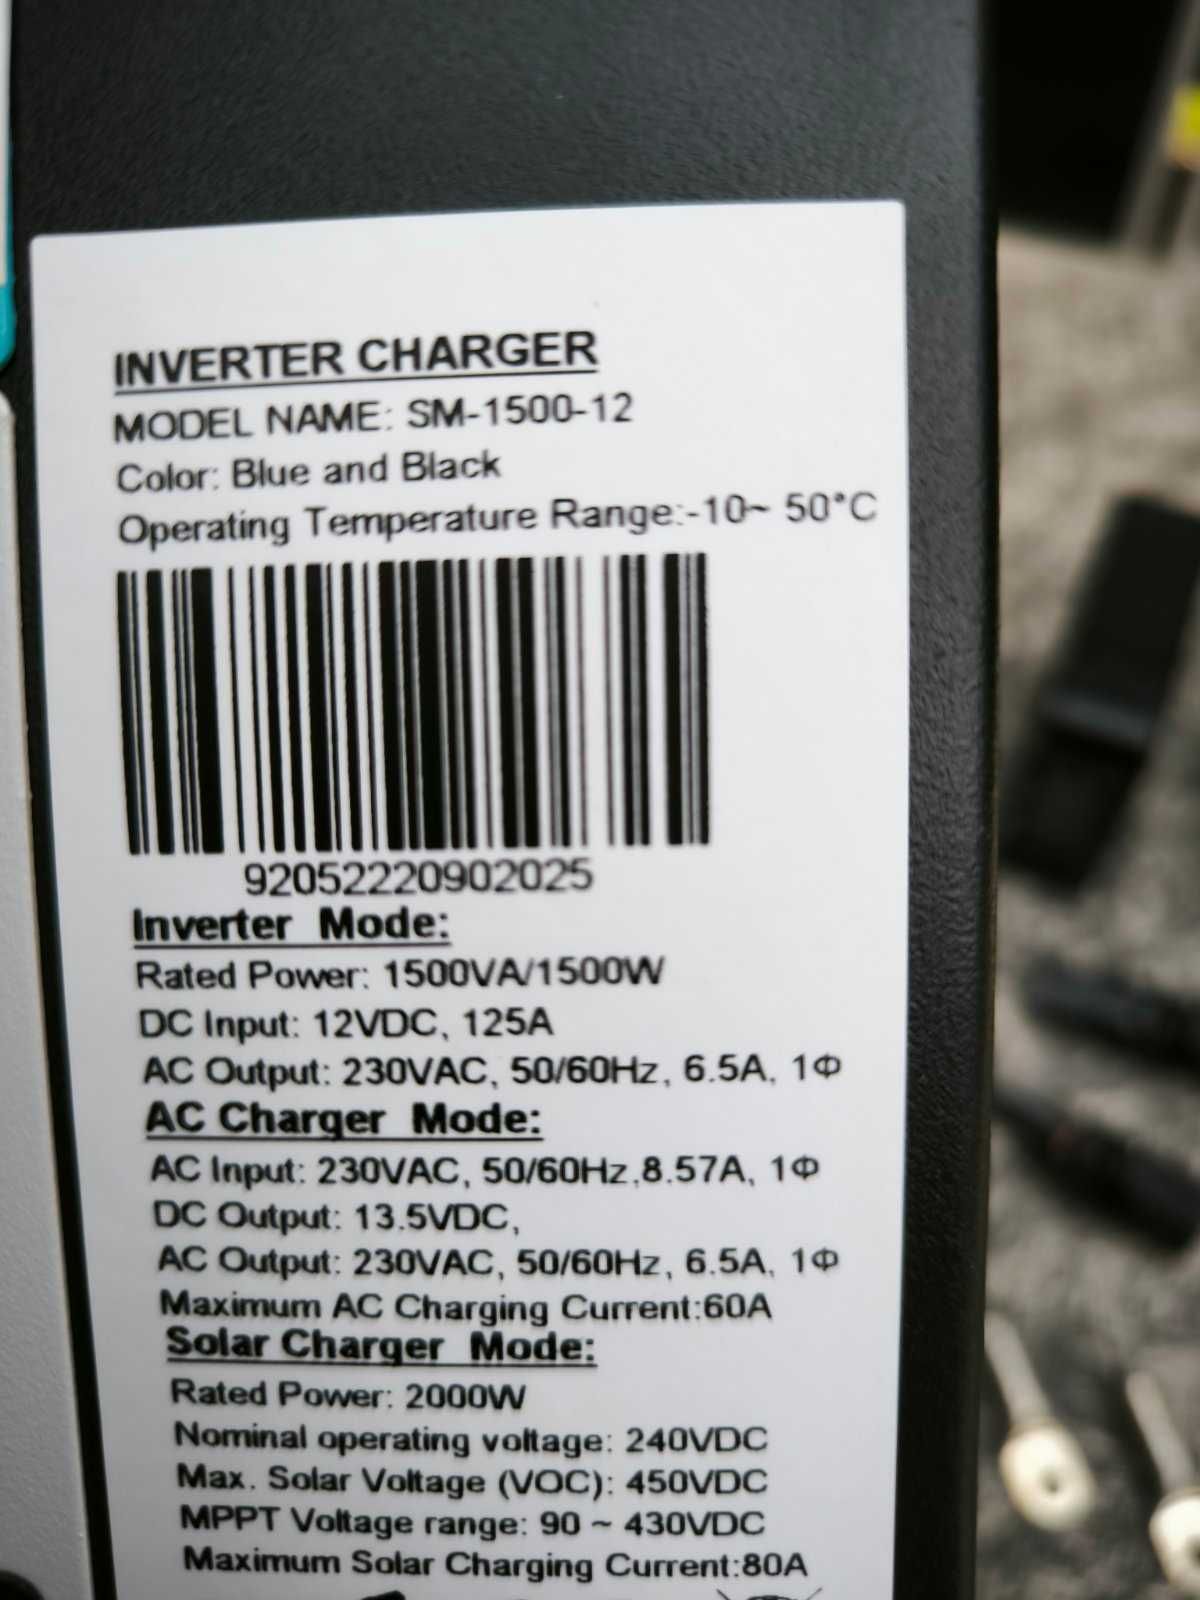 INVERTER CHARGER
MODEL NAME: SM-1500-12
Color: Blue and Black
Operating Temperature Range:-10~ 50°C
92052220902025
Inverter Mode:
Rated Power: 1500VA/1500W
DC Input: 12VDC, 125A
AC Output: 230VAC, 50/60Hz, 6.5A, 1Φ
AC Charger Mode:
AC Input: 230VAC, 50/60Hz,8.57A, 1Φ
DC Output: 13.5VDC,
AC Output: 230VAC, 50/60Hz, 6.5A, 1Φ
Maximum AC Charging Current:60A
Solar Charger Mode:
Rated Power: 2000W
Nominal operating voltage: 240VDC
Max. Solar Voltage (VOC): 450VDC
MPPT Voltage range: 90 ~ 430VDC
Maximum Solar Charging Current:80A